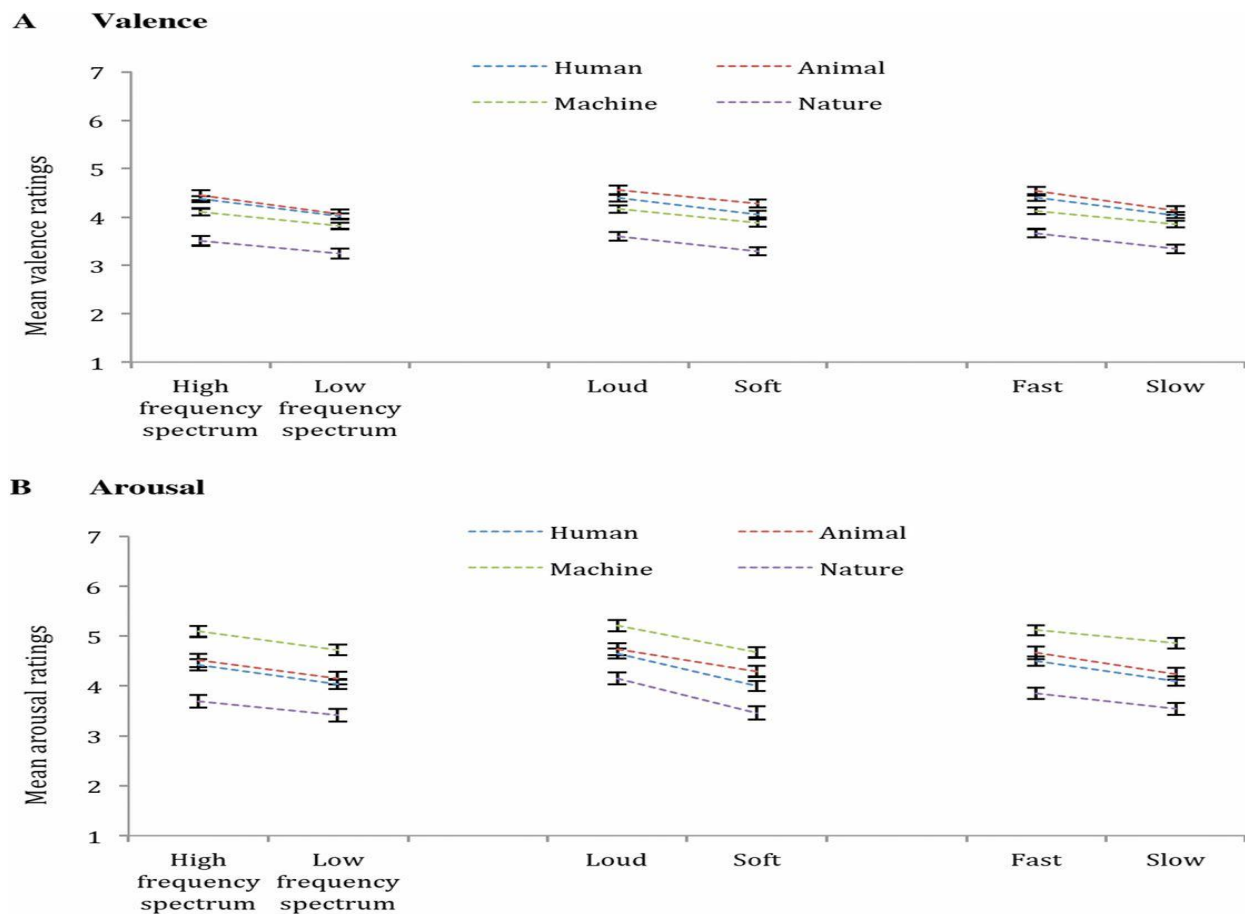 A Valence
Human Animal
Machine Nature
Mean valence ratings
7
6
5
4
3
2
1
High Low Loud Soft Fast Slow
frequency frequency
spectrum spectrum
B Arousal
Human Animal
Machine Nature
Mean arousal ratings
7
6
5
4
3
2
1
High Low Loud Soft Fast Slow
frequency frequency
spectrum spectrum